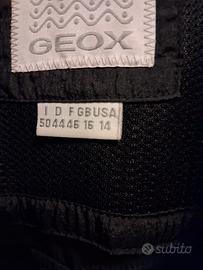 GEOX
I D F GB USA
50 44 46 16 14
subito